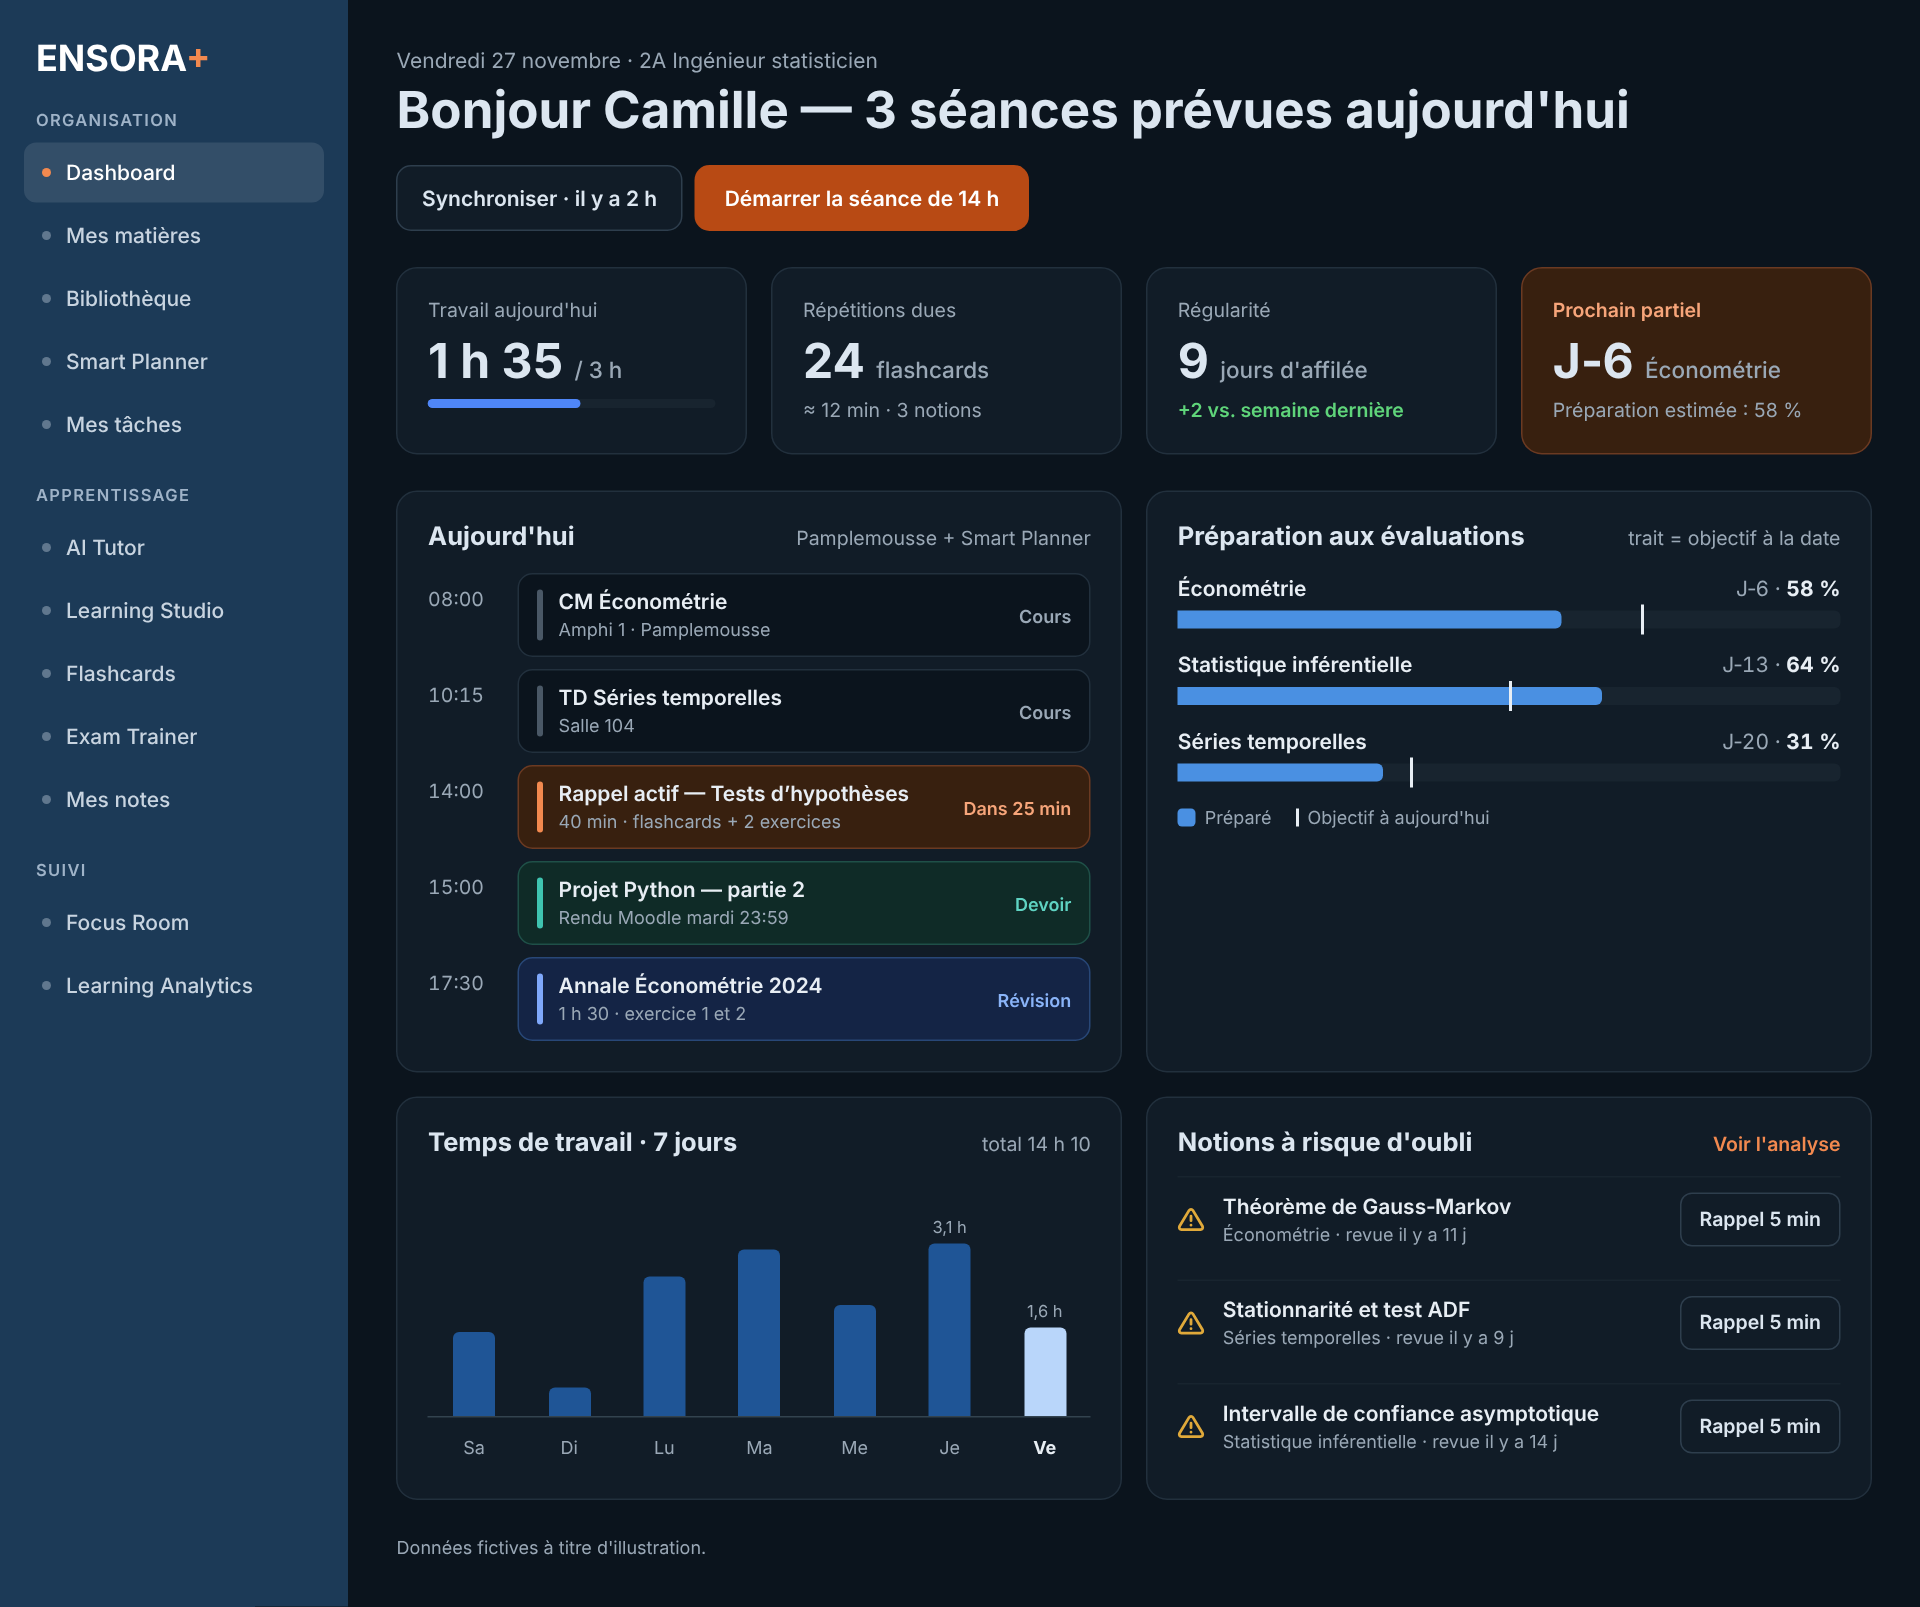 ENSORA+
ORGANISATION
Dashboard
Mes matières
Bibliothèque
Smart Planner
Mes tâches
APPRENTISSAGE
AI Tutor
Learning Studio
Flashcards
Exam Trainer
Mes notes
SUIVI
Focus Room
Learning Analytics
Vendredi 27 novembre · 2A Ingénieur statisticien
Bonjour Camille — 3 séances prévues aujourd'hui
Synchroniser · il y a 2 h
Démarrer la séance de 14 h
Travail aujourd'hui
1 h 35 / 3 h
Répétitions dues
24 flashcards
≈ 12 min · 3 notions
Régularité
9 jours d'affilée
+2 vs. semaine dernière
Prochain partiel
J-6 Économétrie
Préparation estimée : 58 %
Aujourd'hui
Pamplemousse + Smart Planner
08:00
CM Économétrie
Amphi 1 · Pamplemousse
Cours
10:15
TD Séries temporelles
Salle 104
Cours
14:00
Rappel actif — Tests d’hypothèses
40 min · flashcards + 2 exercices
Dans 25 min
15:00
Projet Python — partie 2
Rendu Moodle mardi 23:59
Devoir
17:30
Annale Économétrie 2024
1 h 30 · exercice 1 et 2
Révision
Préparation aux évaluations
trait = objectif à la date
Économétrie
J-6 · 58 %
Statistique inférentielle
J-13 · 64 %
Séries temporelles
J-20 · 31 %
Préparé
Objectif à aujourd'hui
Temps de travail · 7 jours
total 14 h 10
3,1 h
1,6 h
Sa Di Lu Ma Me Je Ve
Notions à risque d'oubli
Voir l'analyse
Théorème de Gauss-Markov
Économétrie · revue il y a 11 j
Rappel 5 min
Stationnarité et test ADF
Séries temporelles · revue il y a 9 j
Rappel 5 min
Intervalle de confiance asymptotique
Statistique inférentielle · revue il y a 14 j
Rappel 5 min
Données fictives à titre d'illustration.